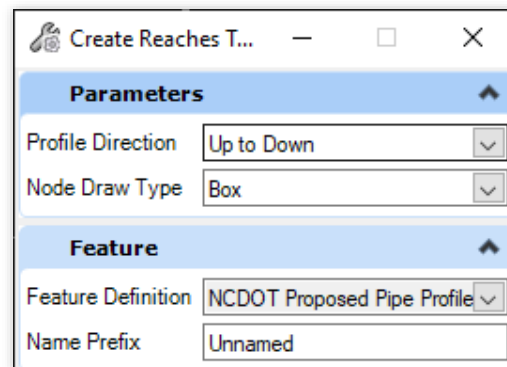 Create Reaches T...
Parameters
Profile Direction Up to Down
Node Draw Type Box
Feature
Feature Definition NCDOT Proposed Pipe Profile
Name Prefix Unnamed